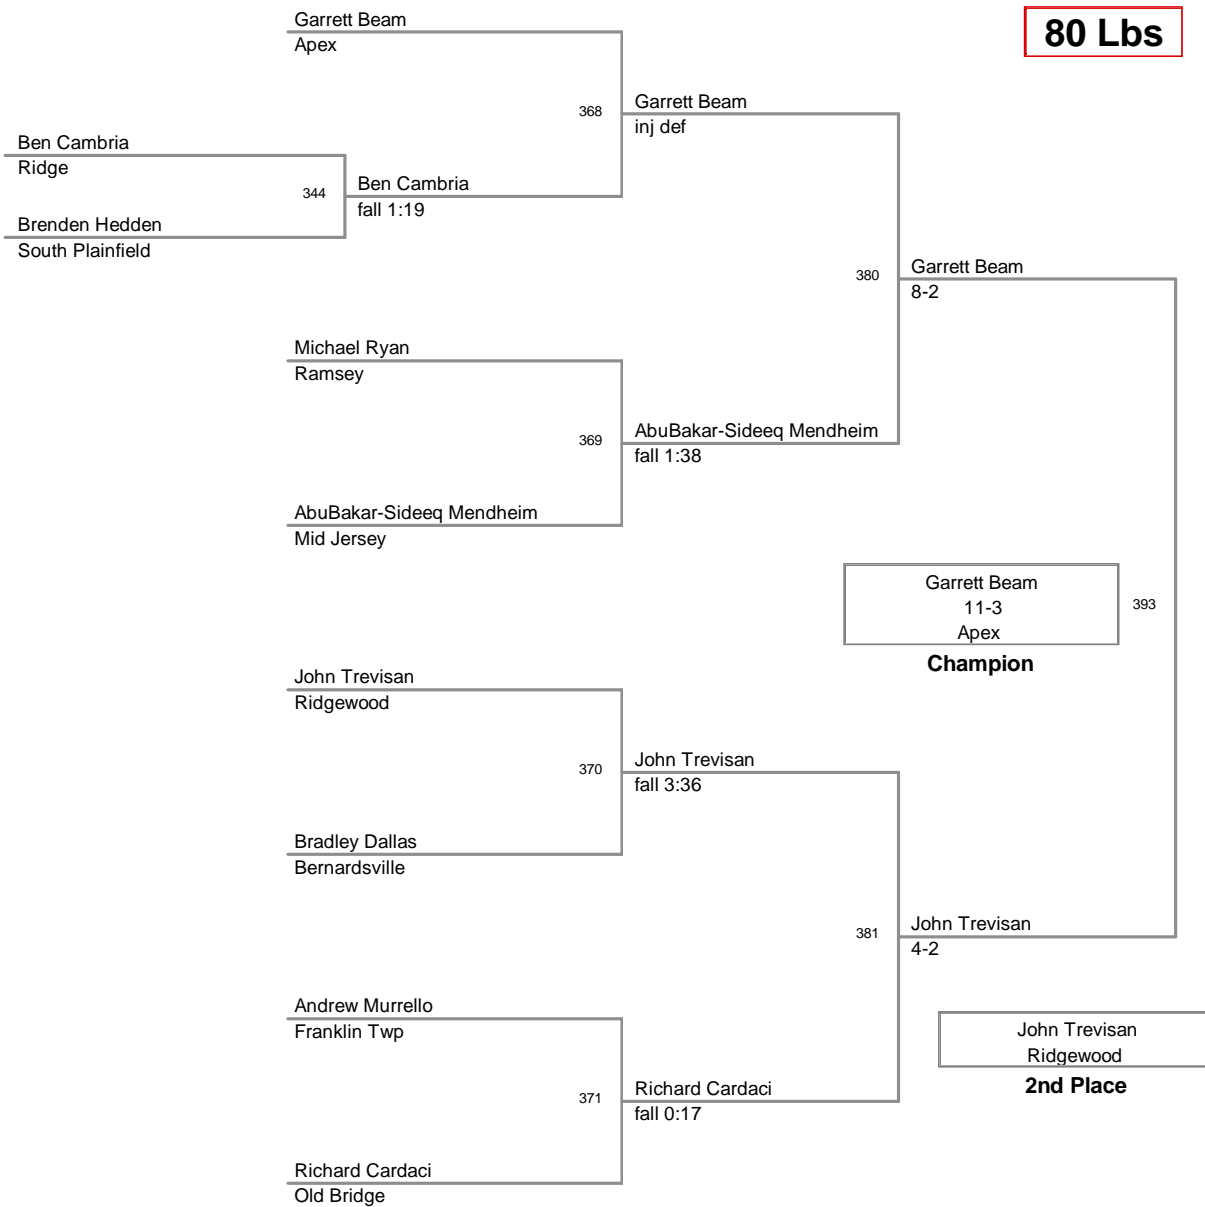 Garrett Beam
Apex
80 Lbs
368
Garrett Beam
inj def
Ben Cambria
Ridge
344
Ben Cambria
fall 1:19
Brenden Hedden
South Plainfield
380
Garrett Beam
8-2
Michael Ryan
Ramsey
369
AbuBakar-Sideeq Mendheim
fall 1:38
AbuBakar-Sideeq Mendheim
Mid Jersey
Garrett Beam
11-3
Apex
393
Champion
John Trevisan
Ridgewood
370
John Trevisan
fall 3:36
Bradley Dallas
Bernardsville
381
John Trevisan
4-2
Andrew Murrello
Franklin Twp
John Trevisan
Ridgewood
2nd Place
371
Richard Cardaci
fall 0:17
Richard Cardaci
Old Bridge